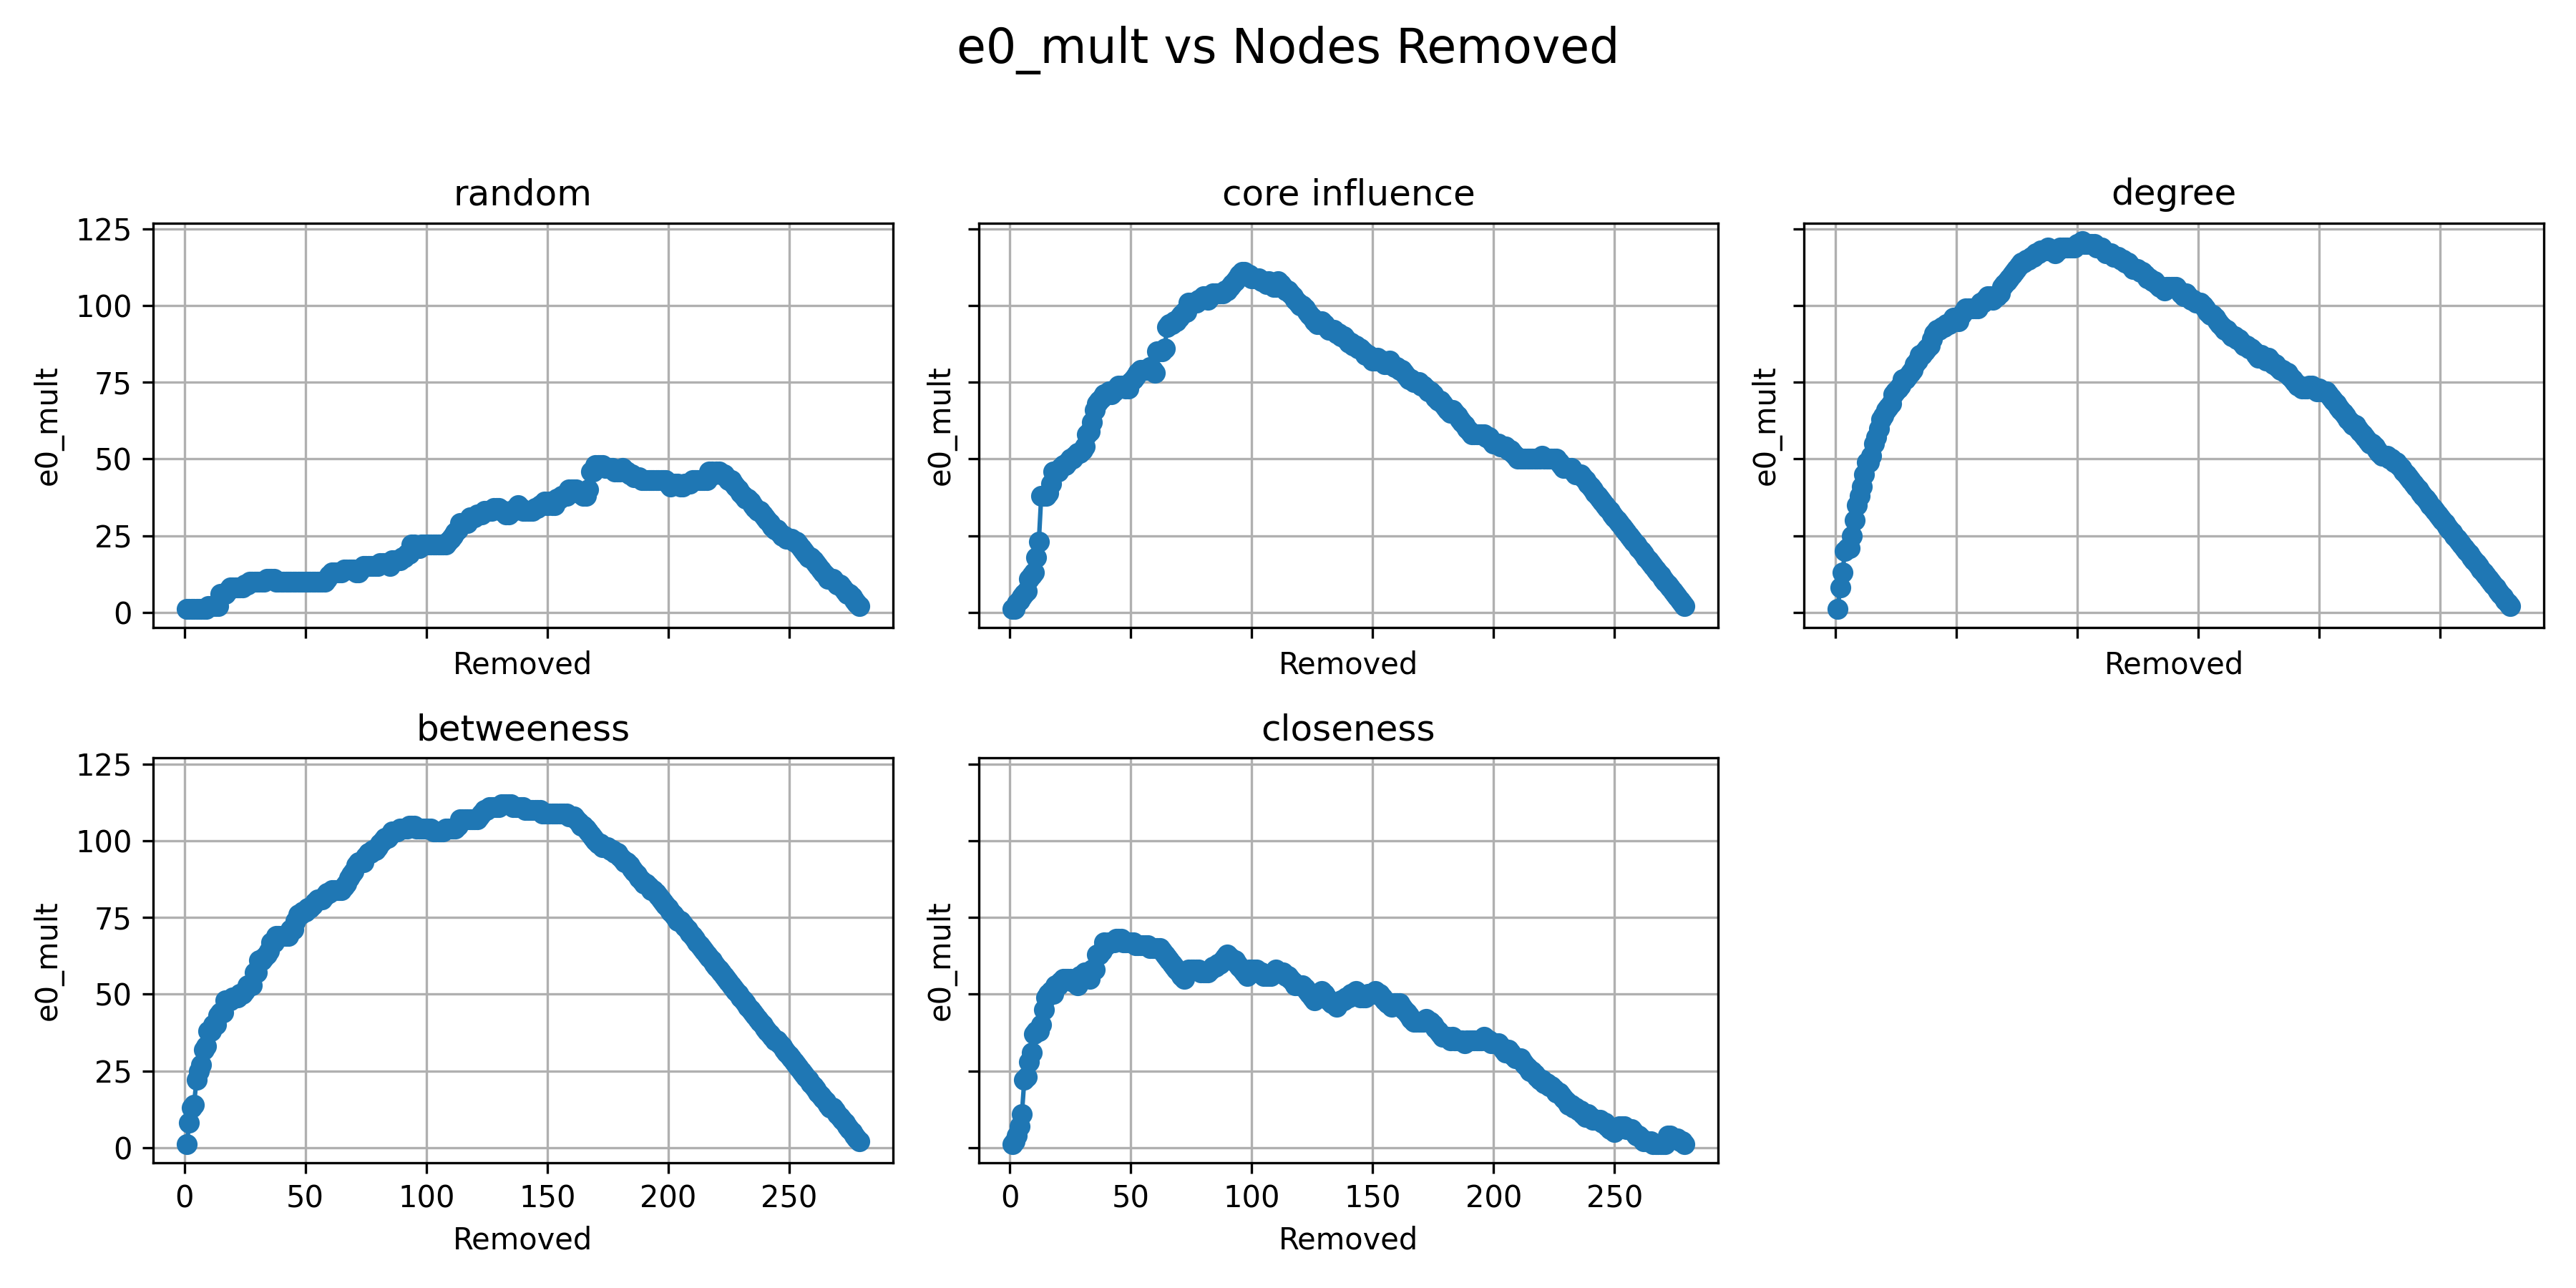 e0_mult vs Nodes Removed
random
core influence
degree
125
100
75
50
25
0
e0_mult
e0_mult
e0_mult
Removed
Removed
Removed
betweeness
closeness
125
100
75
50
25
0
e0_mult
e0_mult
0 50 100 150 200 250
0 50 100 150 200 250
Removed
Removed